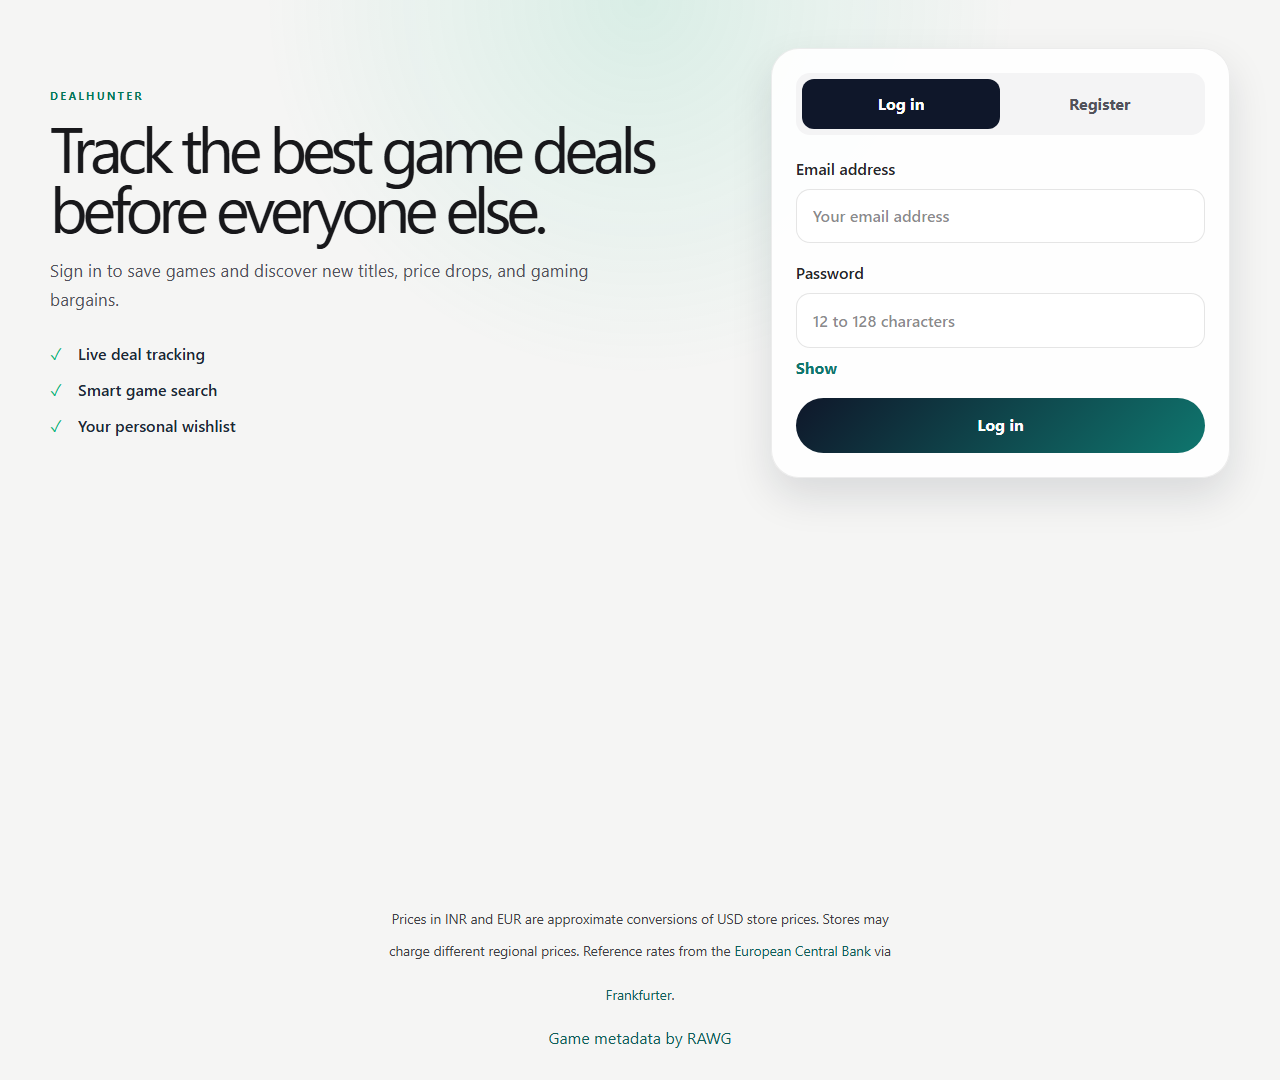 DEALHUNTER
Track the best game deals
before everyone else.
Sign in to save games and discover new titles, price drops, and gaming
bargains.
✓ Live deal tracking
✓ Smart game search
✓ Your personal wishlist
Log in
Register
Email address
Your email address
Password
12 to 128 characters
Show
Log in
Prices in INR and EUR are approximate conversions of USD store prices. Stores may
charge different regional prices. Reference rates from the European Central Bank via
Frankfurter.
Game metadata by RAWG